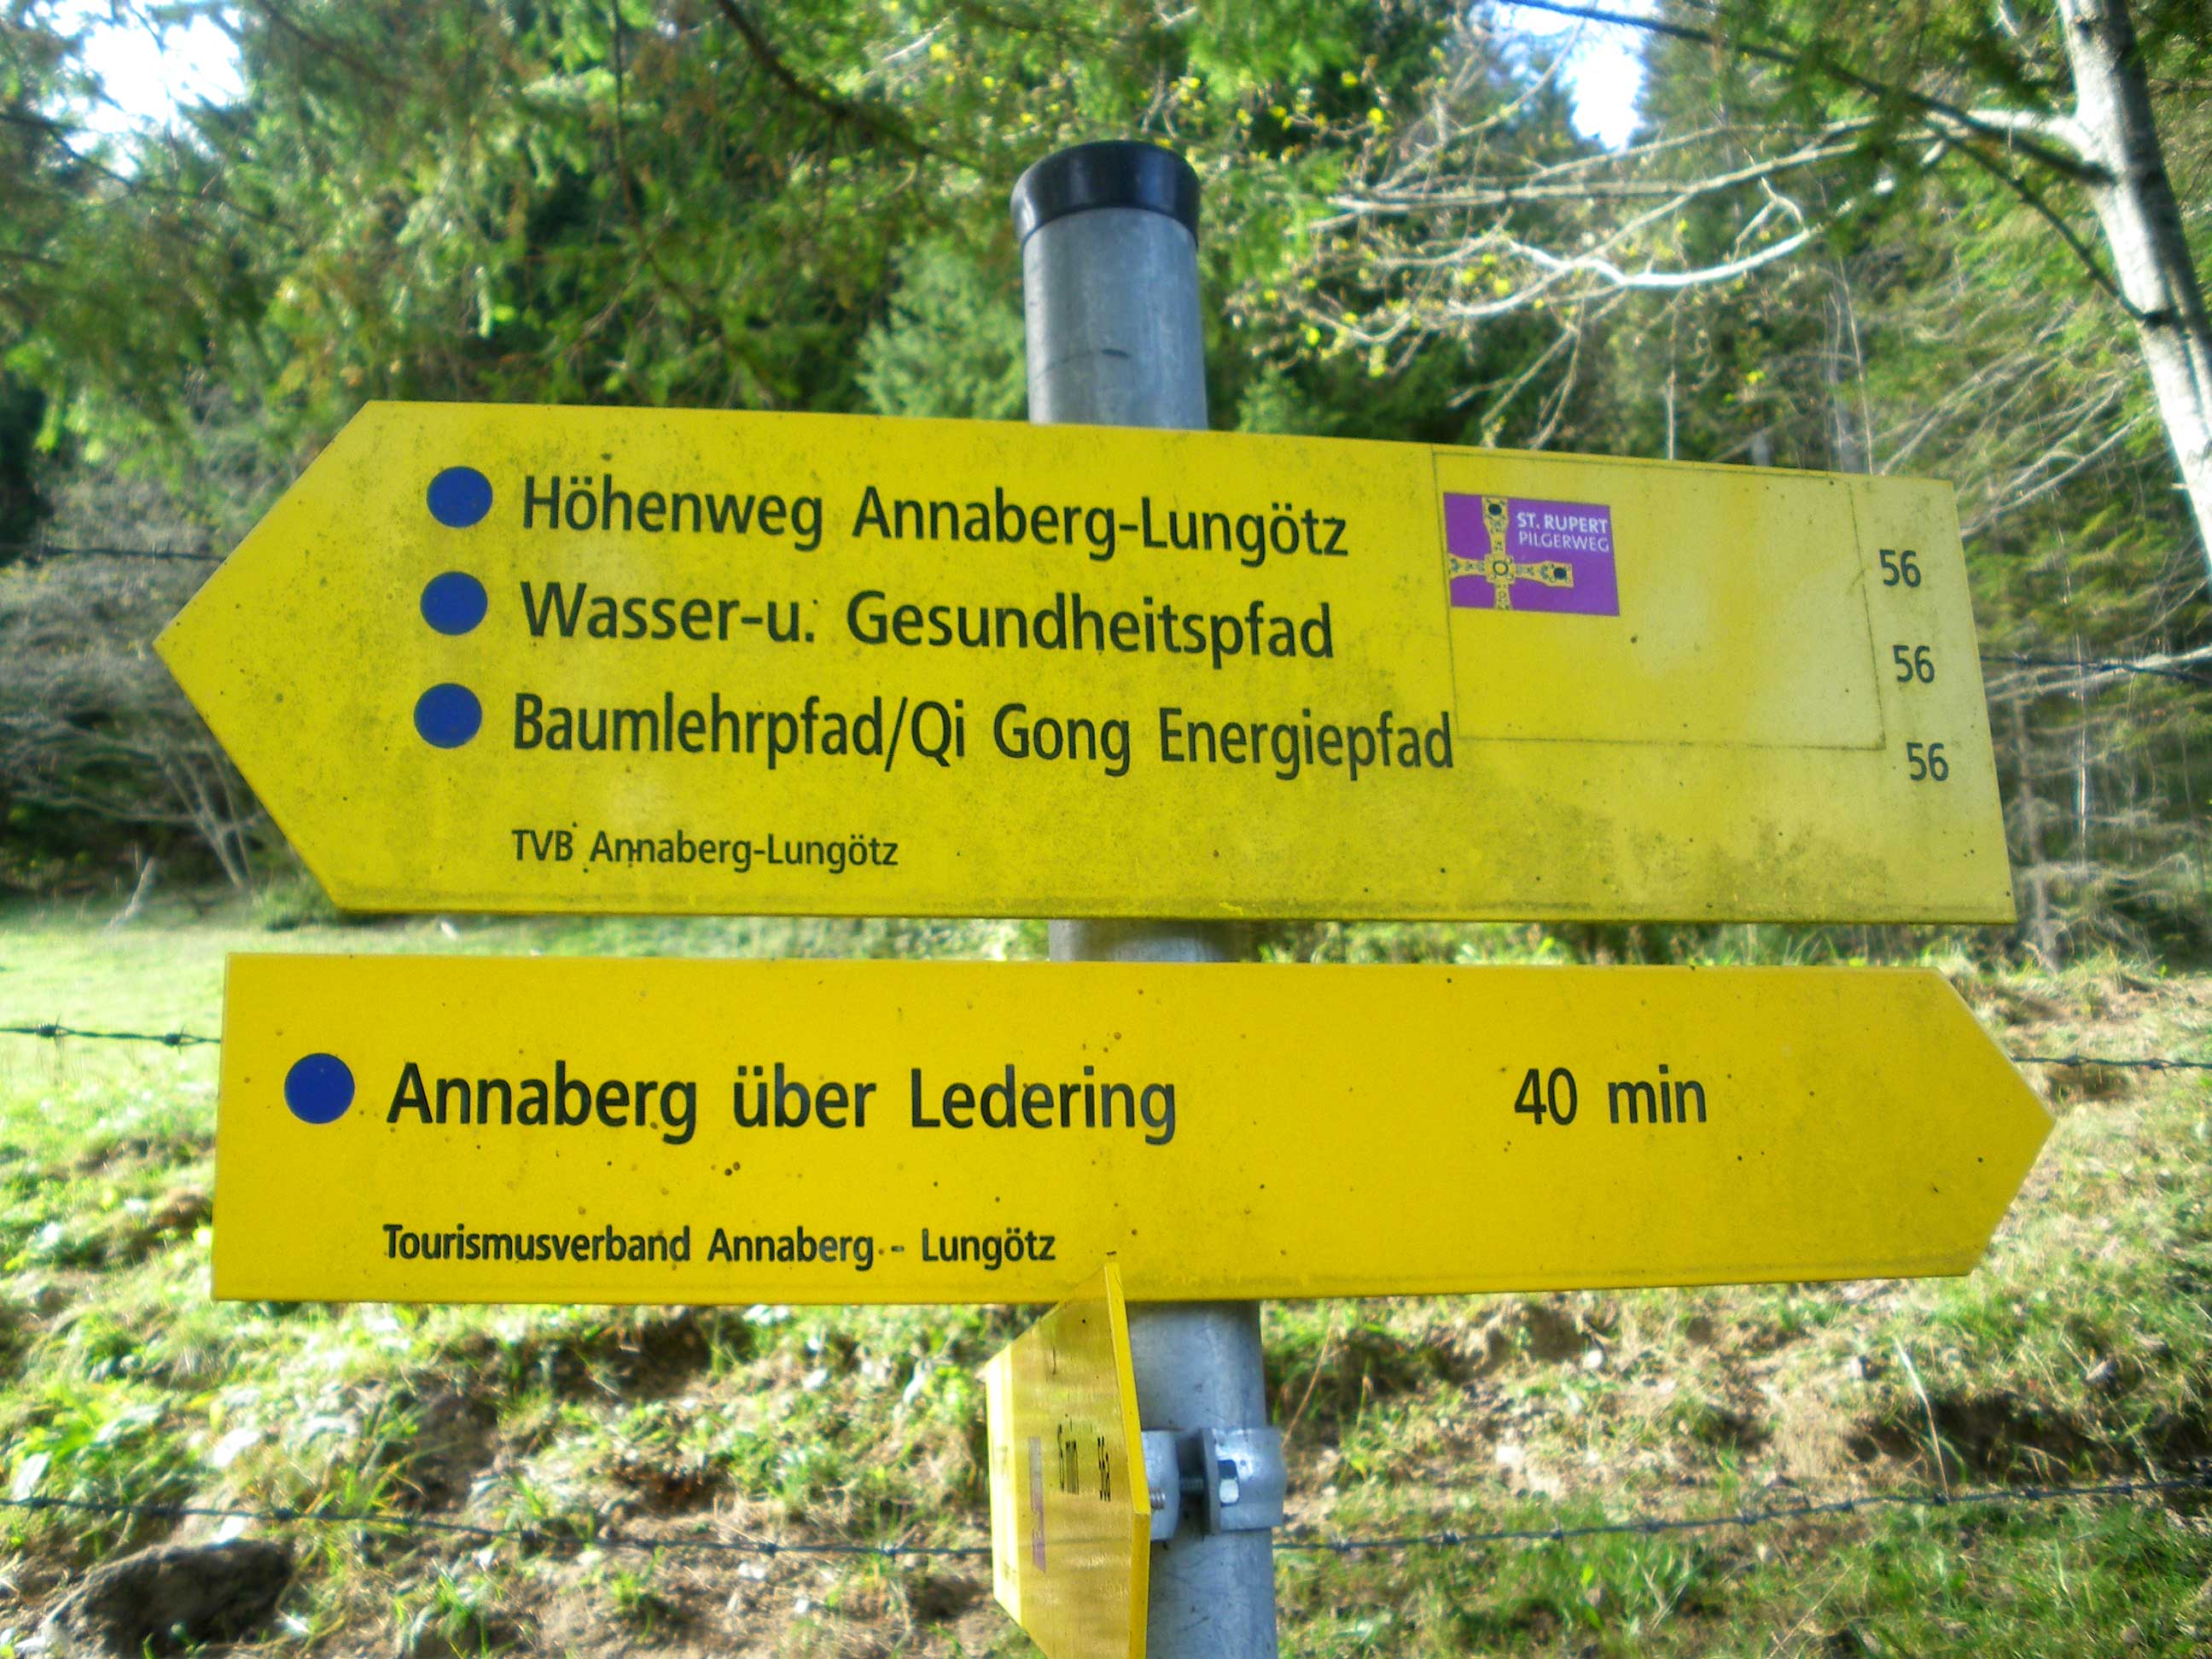 Höhenweg Annaberg-Lungötz
ST. RUPERT
PILGERWEG
56
Wasser-u. Gesundheitspfad
56
Baumlehrpfad/Qi Gong Energiepfad
56
TVB Annaberg-Lungötz
Annaberg über Ledering 40 min
Tourismusverband Annaberg - Lungötz